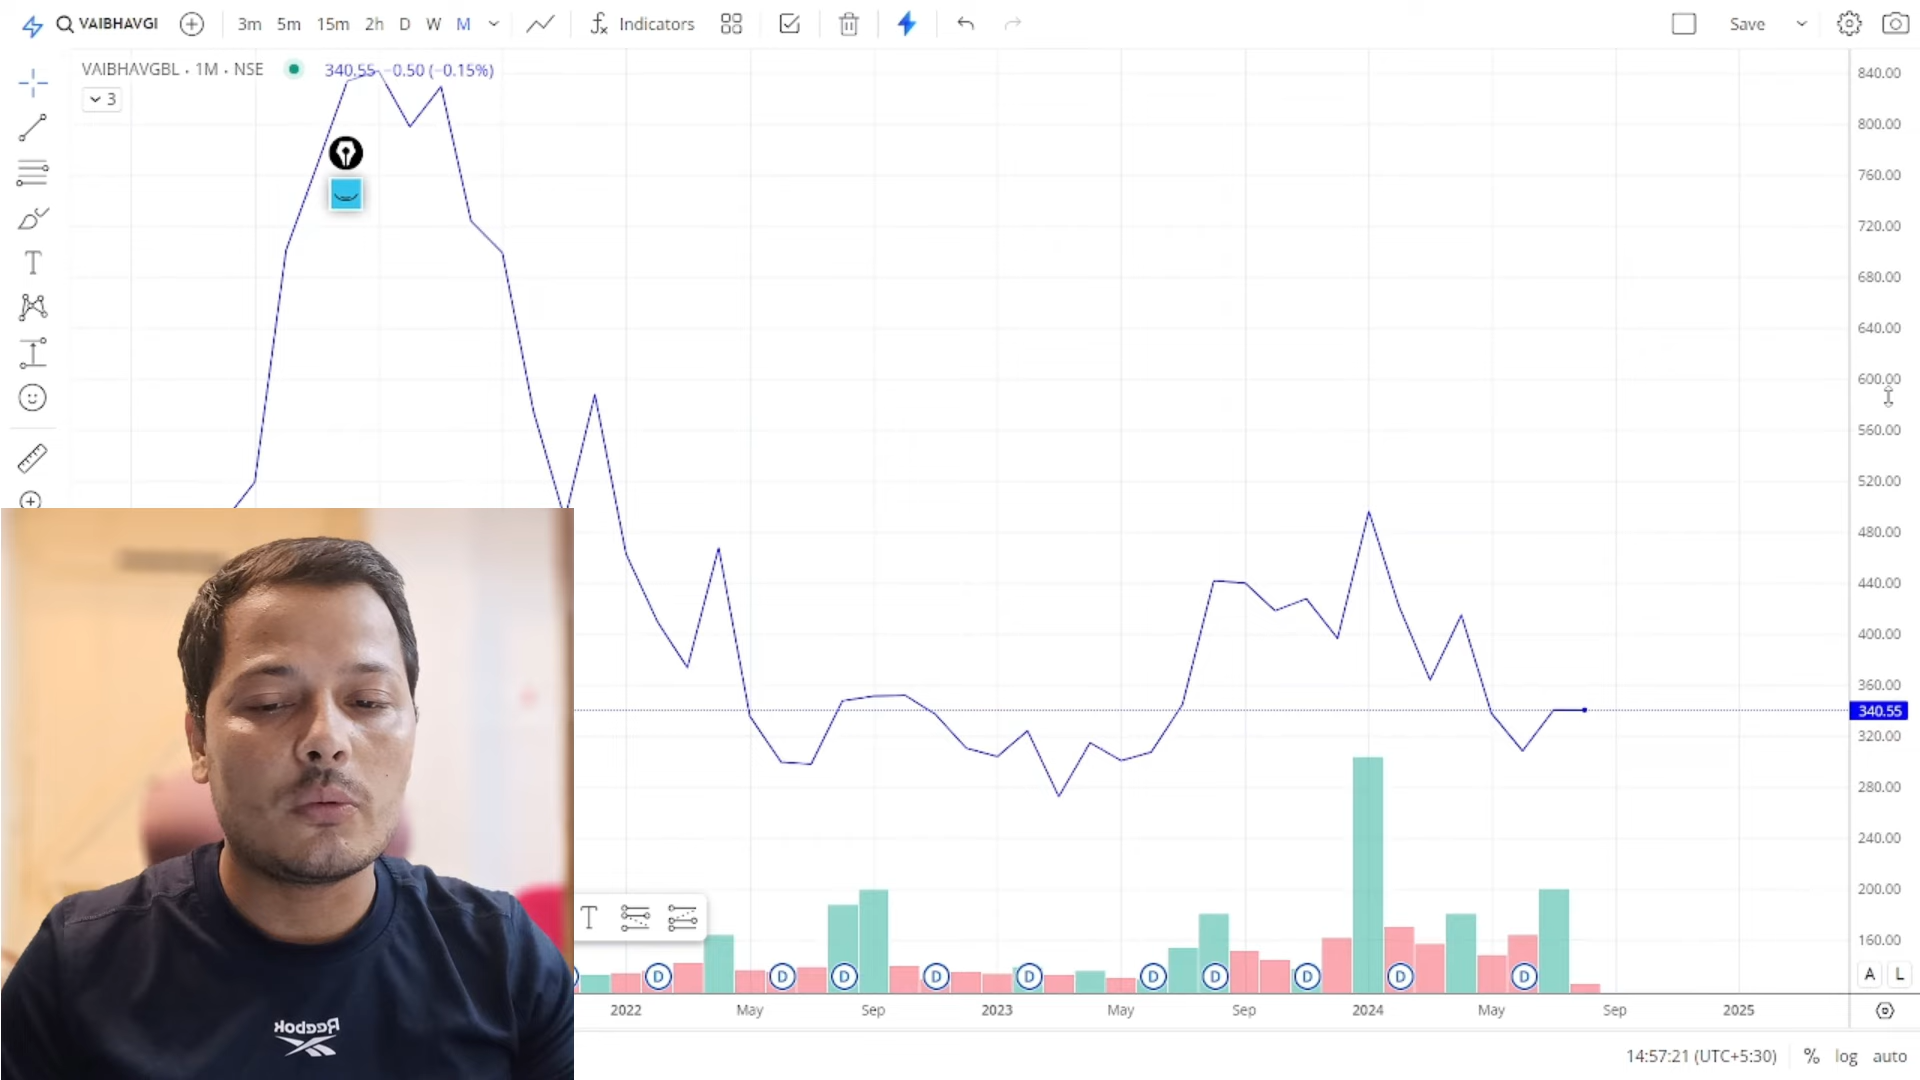 VAIBHAVGI 3m 5m 15m 2h D W M Indicators Save
VAIBHAVGBL · 1M · NSE 340.55 −0.50 (−0.15%)
3
840.00
800.00
760.00
720.00
680.00
640.00
600.00
560.00
520.00
480.00
440.00
400.00
360.00
340.55
320.00
280.00
240.00
200.00
160.00
T
T
D D D D D D D D D D
A L
2022 May Sep 2023 May Sep 2024 May Sep 2025
Reebok
14:57:21 (UTC+5:30) % log auto